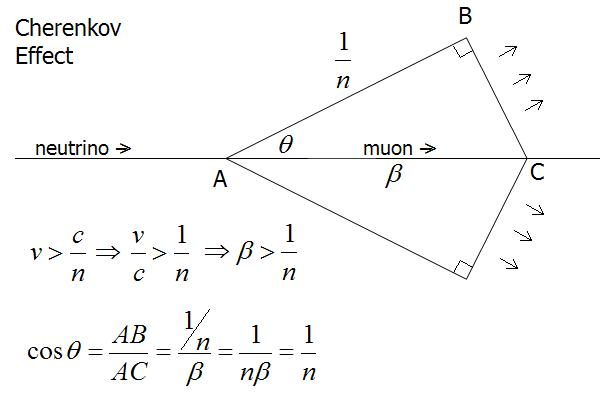 Cherenkov
Effect
B
1/n
neutrino →
θ
muon →
A
β
C
v > c/n ⇒ v/c > 1/n ⇒ β > 1/n
cos θ = AB/AC = (1/n)/β = 1/(nβ) = 1/n